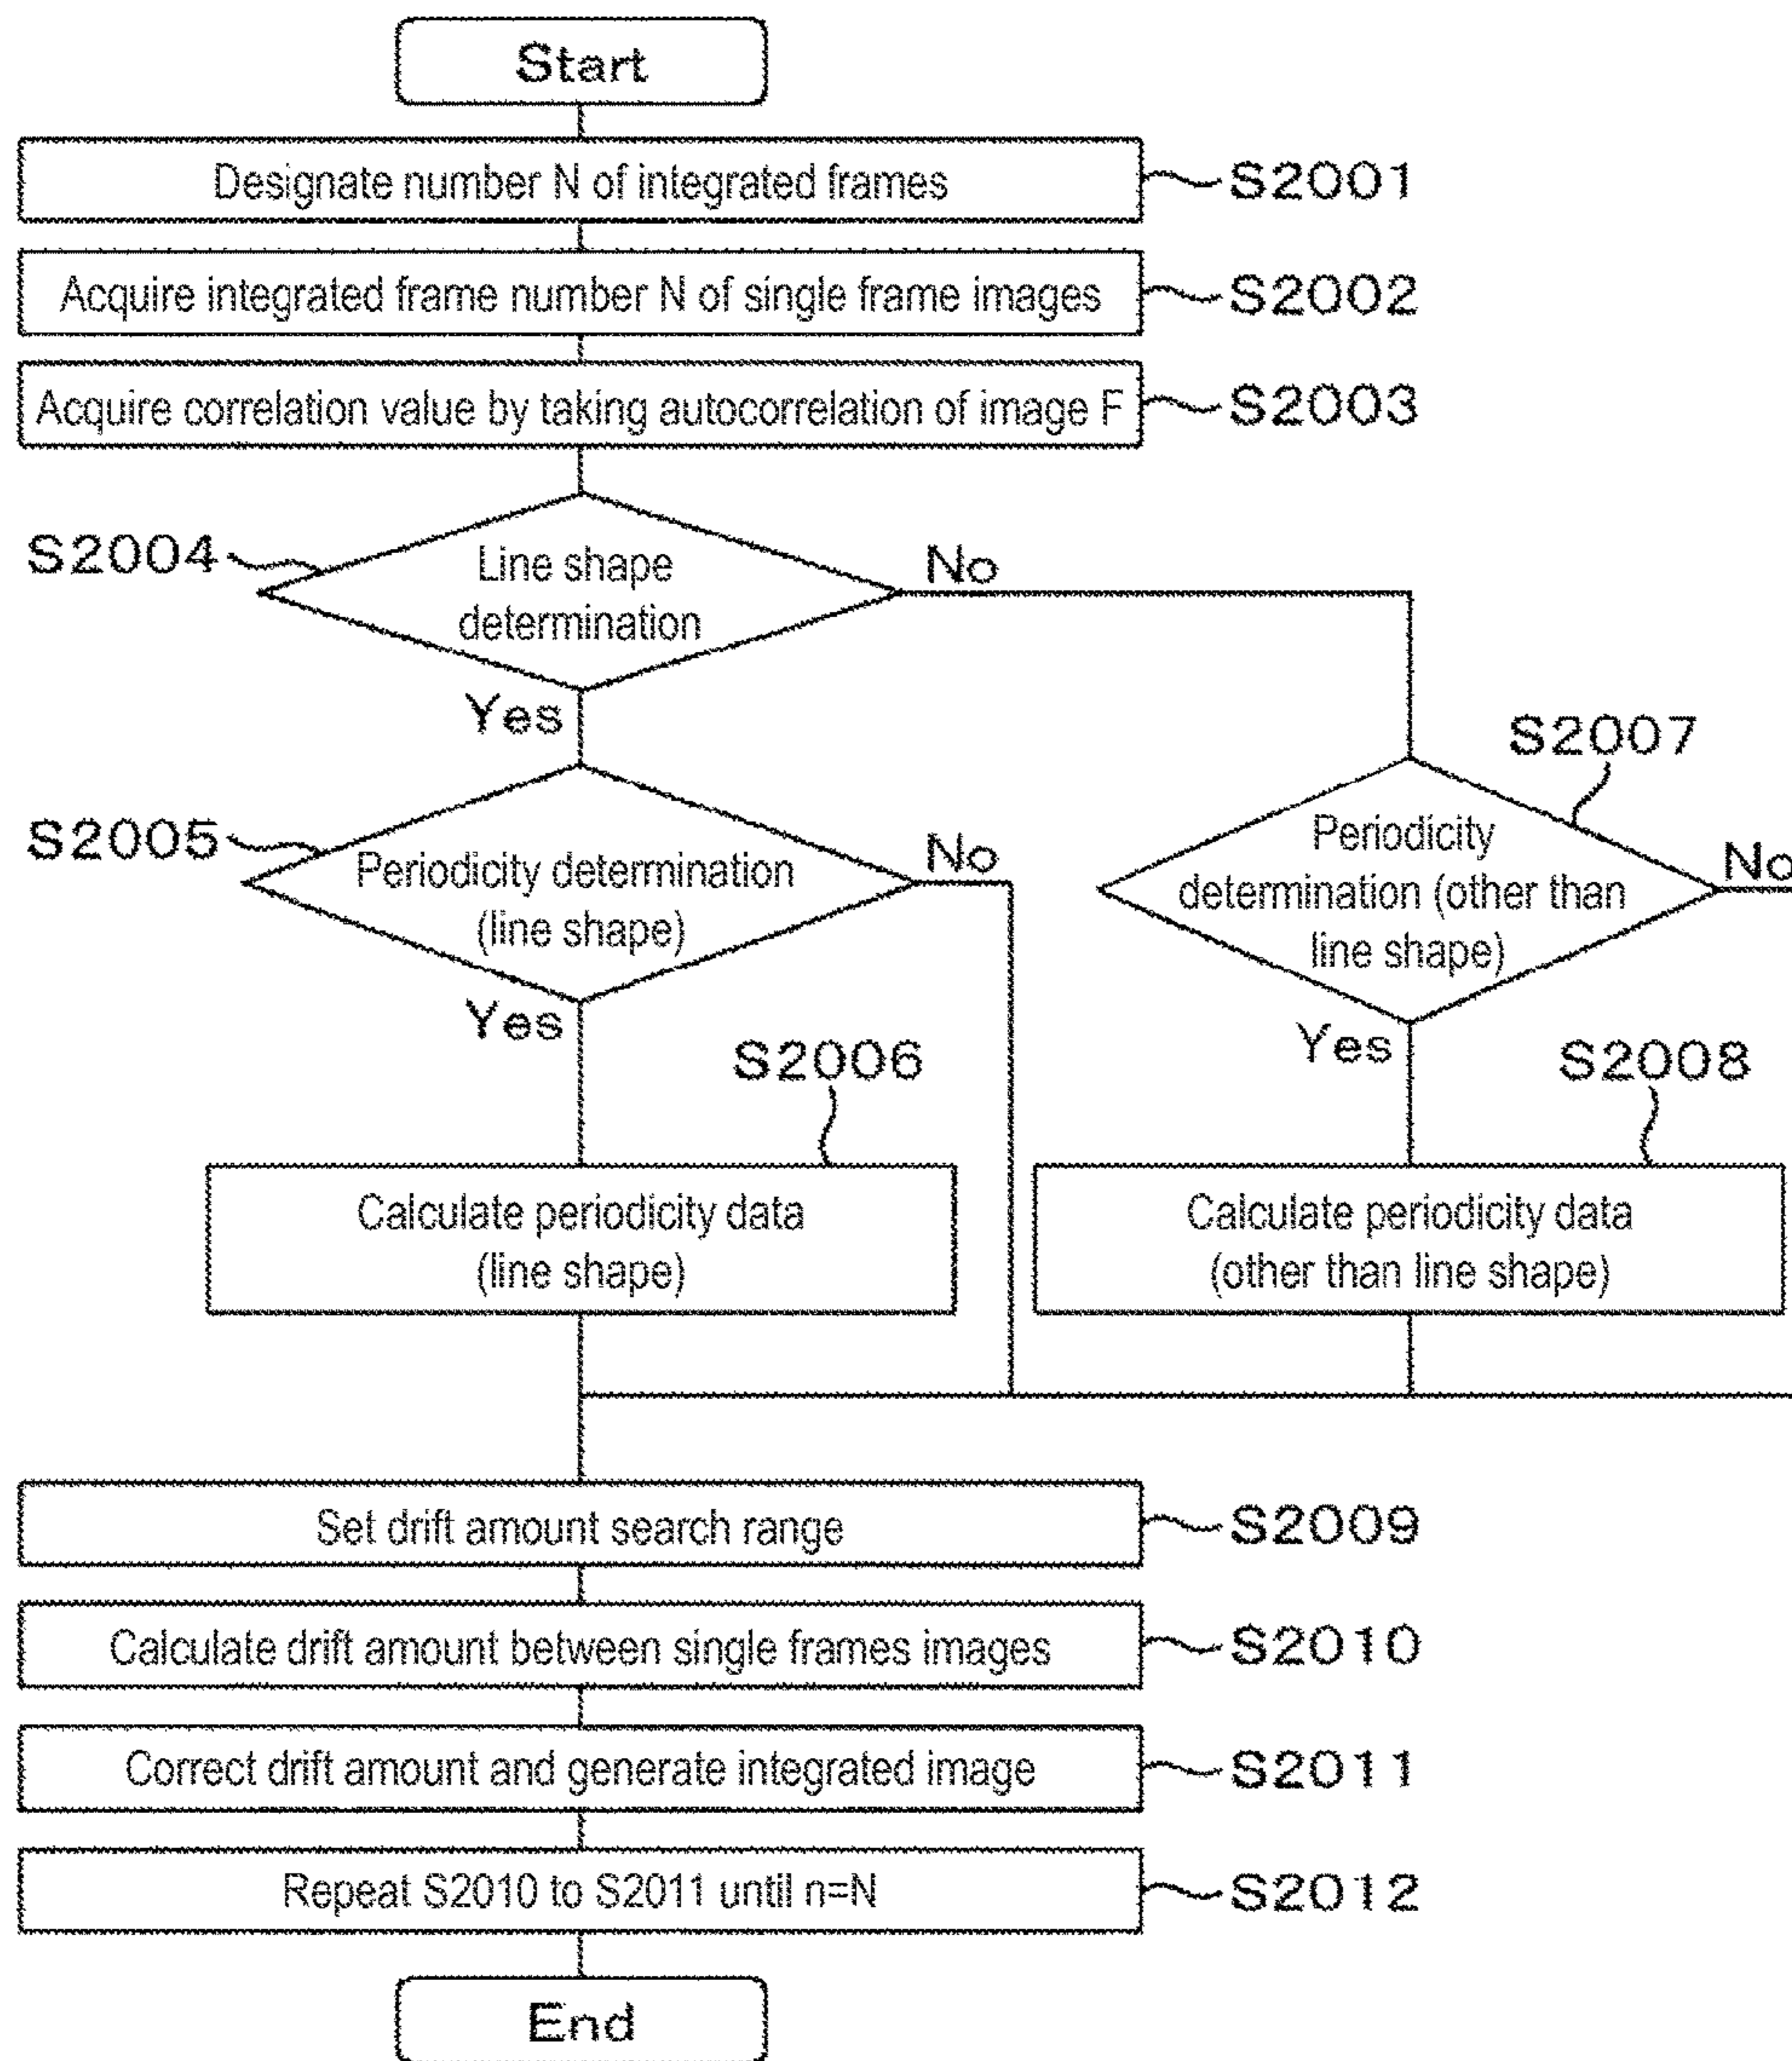 Start
Designate number N of integrated frames
S2001
Acquire integrated frame number N of single frame images
S2002
Acquire correlation value by taking autocorrelation of image F
S2003
S2004
Line shape
determination
No
Yes
S2007
S2005
Periodicity determination
(line shape)
No
Periodicity
determination (other than
line shape)
No
Yes
Yes
S2006
S2008
Calculate periodicity data
(line shape)
Calculate periodicity data
(other than line shape)
Set drift amount search range
S2009
Calculate drift amount between single frames images
S2010
Correct drift amount and generate integrated image
S2011
Repeat S2010 to S2011 until n=N
S2012
End